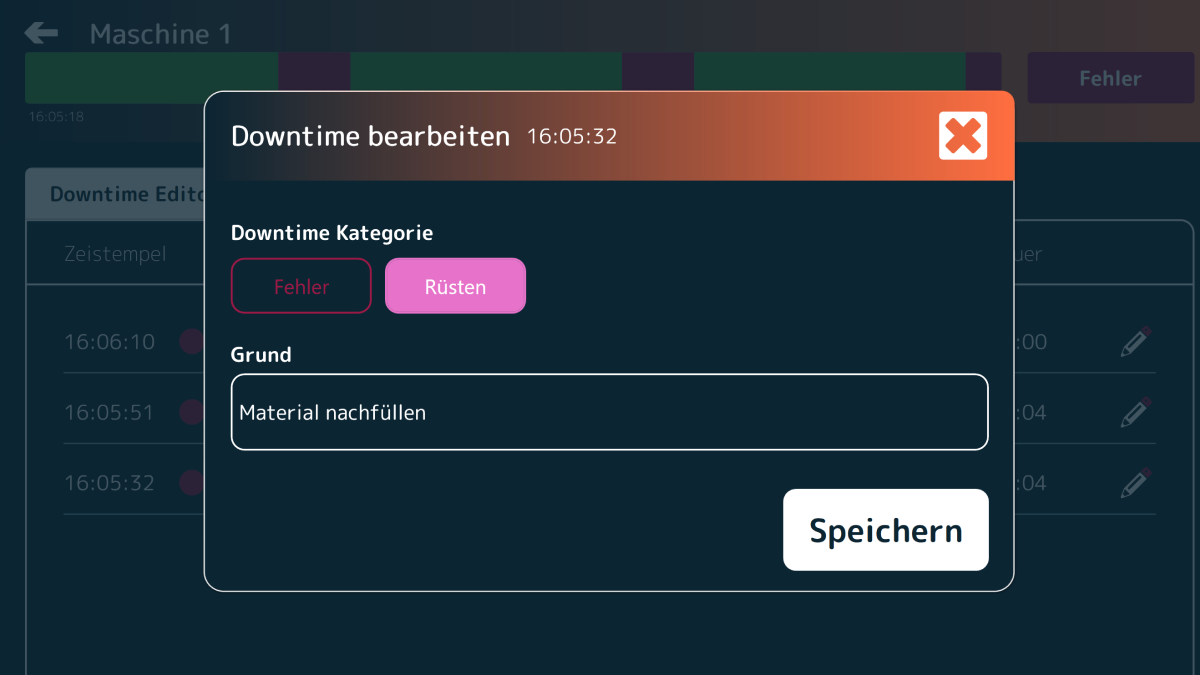 Maschine 1
Fehler
16:05:18
Downtime bearbeiten 16:05:32
Downtime Edito
Downtime Kategorie
Zeistempel
uer
Fehler Rüsten
16:06:10 :00
Grund
16:05:51 Material nachfüllen :04
16:05:32 :04
Speichern